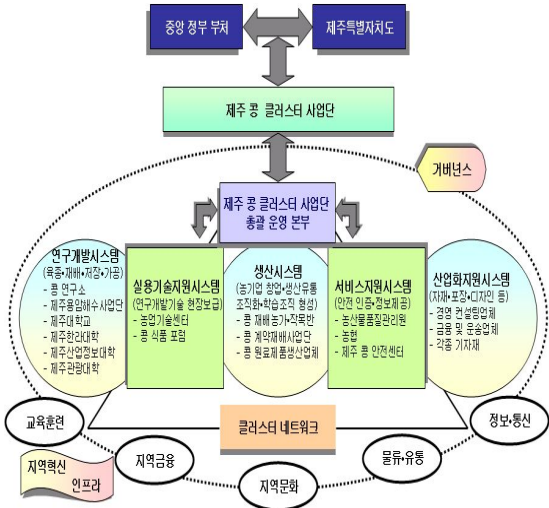 중앙 정부 부처
제주특별자치도
제주 콩 클러스터 사업단
거버넌스
제주 콩 클러스터 사업단
총괄 운영 본부
연구개발시스템
(육종•재배•저장•가공)
- 콩 연구소
- 제주용암해수사업단
- 제주대학교
- 제주한라대학
- 제주산업정보대학
- 제주관광대학
실용기술지원시스템
(연구개발기술 현장보급)
- 농업기술센터
- 콩 식품 포럼
생산시스템
(농기업 창업•생산유통
조직화•학습조직 형성)
- 콩 재배농가•작목반
- 콩 계약재배사업단
- 콩 원료제품생산업체
서비스지원시스템
(안전 인증•정보제공)
- 농산물품질관리원
- 농협
- 제주 콩 안전센터
산업화지원시스템
(자재•포장•디자인 등)
- 경영 컨설팅업체
- 금융 및 운송업체
- 각종 기자재
교육훈련
클러스터 네트워크
정보•통신
지역금융
물류•유통
지역혁신
인프라
지역문화